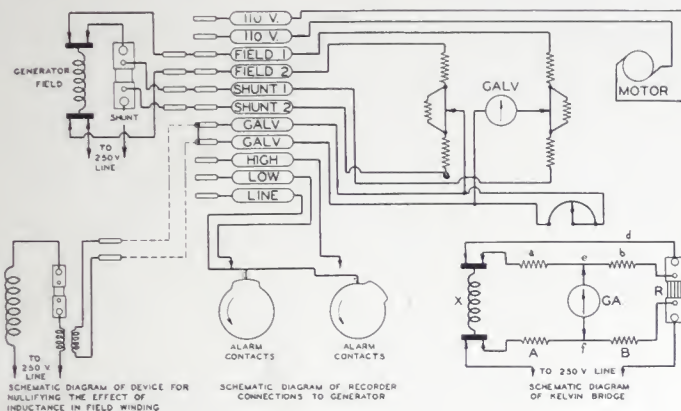 110 V.
110 V.
FIELD 1
FIELD 2
SHUNT 1
SHUNT 2
GALV
GALV
HIGH
LOW
LINE
GENERATOR
FIELD
SHUNT
TO
250 V
LINE
GALV
MOTOR
ALARM
CONTACTS
ALARM
CONTACTS
TO
250 V
LINE
SCHEMATIC DIAGRAM OF DEVICE FOR
NULLIFYING THE EFFECT OF
INDUCTANCE IN FIELD WINDING
SCHEMATIC DIAGRAM OF RECORDER
CONNECTIONS TO GENERATOR
d
a
e
b
X
GA
R
A
f
B
TO 250 V LINE
SCHEMATIC DIAGRAM
OF KELVIN BRIDGE